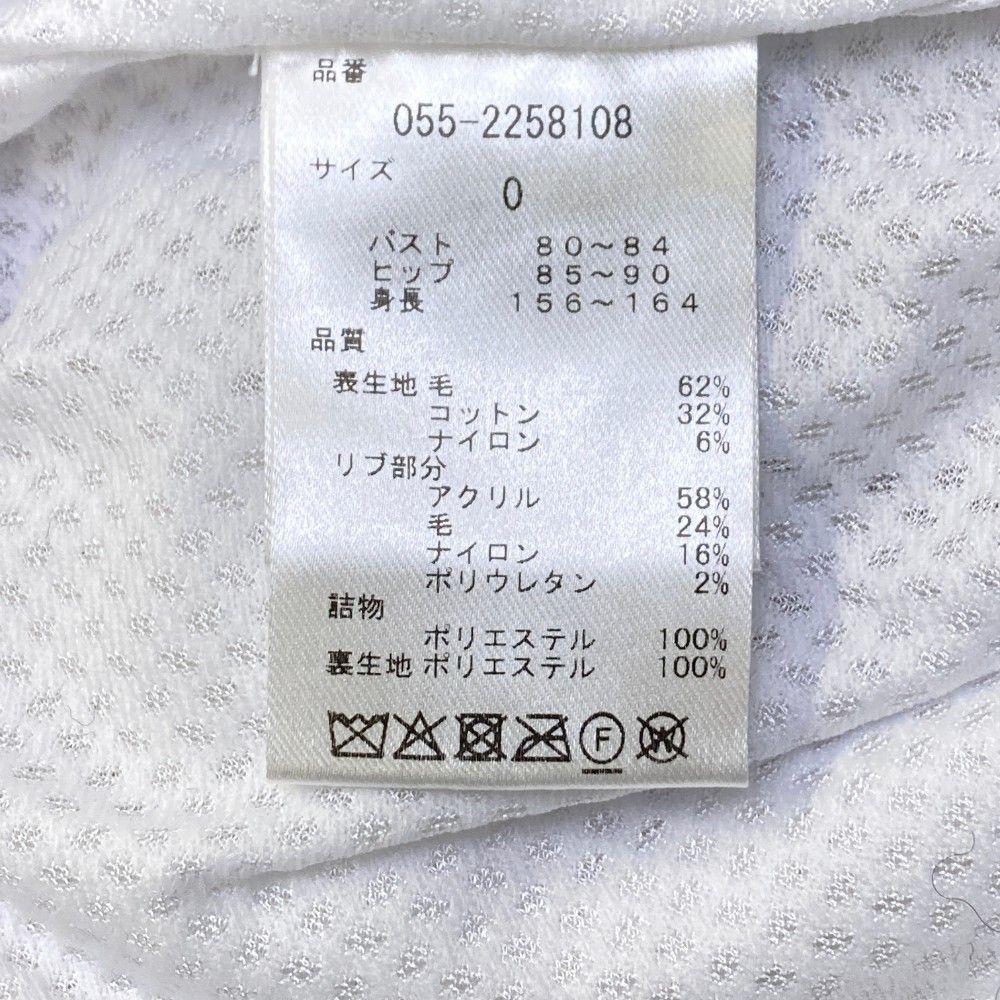 品番
055-2258108
サイズ
0
バスト 80～84
ヒップ 85～90
身長 156～164
品質
表生地 毛 62%
コットン 32%
ナイロン 6%
リブ部分
アクリル 58%
毛 24%
ナイロン 16%
ポリウレタン 2%
詰物
ポリエステル 100%
裏生地 ポリエステル 100%
F W